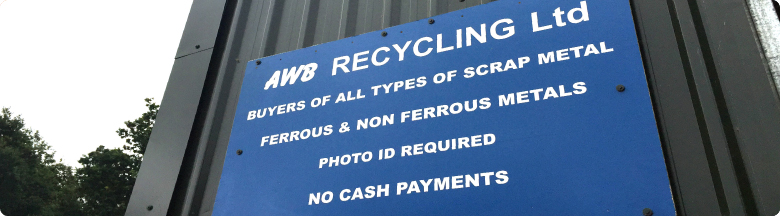 AWB RECYCLING Ltd
BUYERS OF ALL TYPES OF SCRAP METAL
FERROUS & NON FERROUS METALS
PHOTO ID REQUIRED
NO CASH PAYMENTS